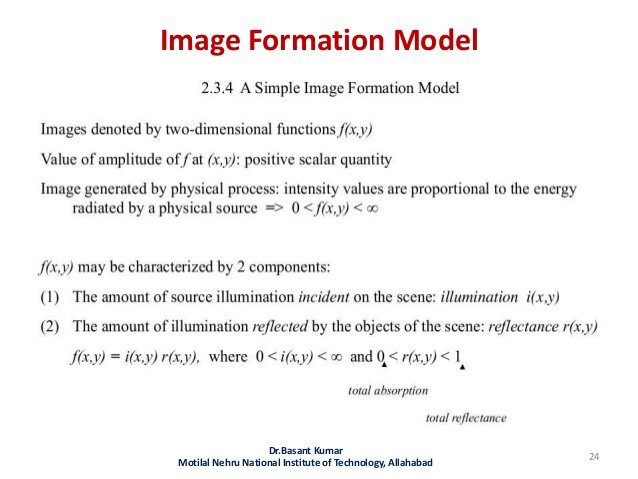 Image Formation Model
2.3.4 A Simple Image Formation Model
Images denoted by two-dimensional functions f(x,y)
Value of amplitude of f at (x,y): positive scalar quantity
Image generated by physical process: intensity values are proportional to the energy
radiated by a physical source => 0 < f(x,y) < ∞
f(x,y) may be characterized by 2 components:
(1) The amount of source illumination incident on the scene: illumination i(x,y)
(2) The amount of illumination reflected by the objects of the scene: reflectance r(x,y)
f(x,y) = i(x,y) r(x,y), where 0 < i(x,y) < ∞ and 0 < r(x,y) < 1
total absorption
total reflectance
Dr.Basant Kumar
Motilal Nehru National Institute of Technology, Allahabad
24